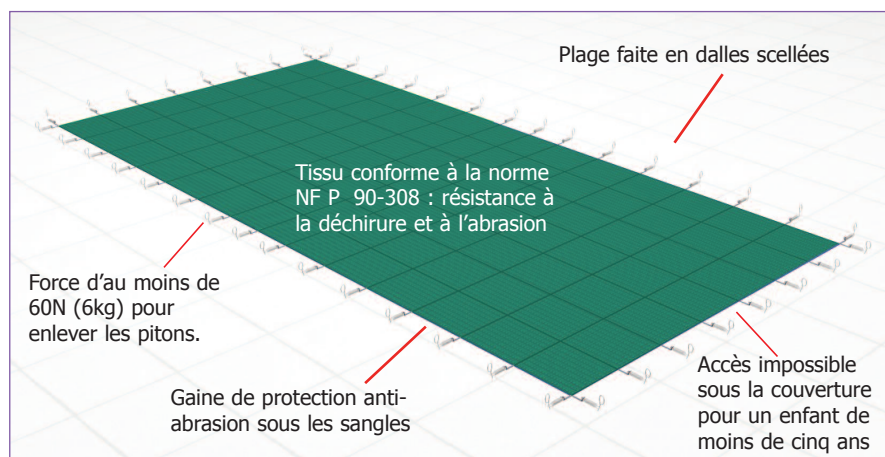 Plage faite en dalles scellées
Tissu conforme à la norme
NF P 90-308 : résistance à
la déchirure et à l'abrasion
Force d'au moins de
60N (6kg) pour
enlever les pitons.
Gaine de protection anti-
abrasion sous les sangles
Accès impossible
sous la couverture
pour un enfant de
moins de cinq ans